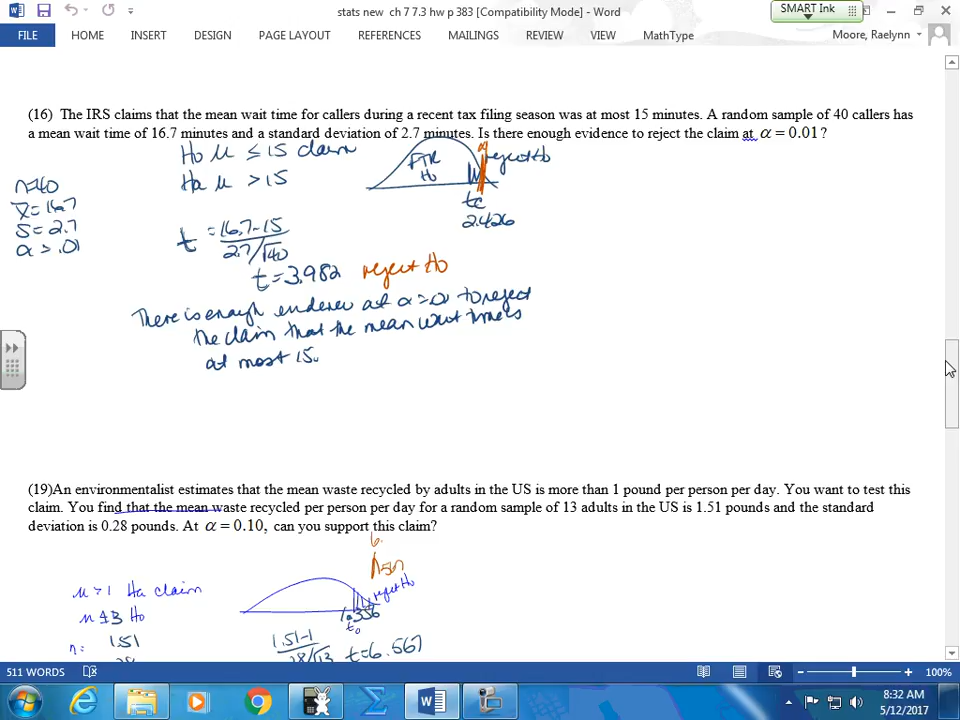 stats new ch 7 7.3 hw p 383 [Compatibility Mode] - Word
SMART Ink
FILE HOME INSERT DESIGN PAGE LAYOUT REFERENCES MAILINGS REVIEW VIEW MathType Moore, Raelynn
(16) The IRS claims that the mean wait time for callers during a recent tax filing season was at most 15 minutes. A random sample of 40 callers has
a mean wait time of 16.7 minutes and a standard deviation of 2.7 minutes. Is there enough evidence to reject the claim at α = 0.01?
Ho μ ≤ 15 claim
Ha μ > 15
FTR
Ho
reject Ho
tc
2.426
n=40
x̄=16.7
s=2.7
α > .01
t = 16.7-15
2.7/√40
t=3.982 reject Ho
There is enough at α=.01 to reject
the claim that the mean wait time is
at most 15.
(19)An environmentalist estimates that the mean waste recycled by adults in the US is more than 1 pound per person per day. You want to test this
claim. You find that the mean waste recycled per person per day for a random sample of 13 adults in the US is 1.51 pounds and the standard
deviation is 0.28 pounds. At α = 0.10, can you support this claim?
6.
μ > 1 Ha claim
reject Ho
Ho
1.356
t₀
n= 1.51
1.51-1
.28/√13 t=6.567
511 WORDS
100%
8:32 AM
5/12/2017